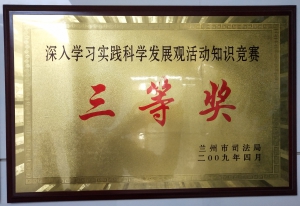 深入学习实践科学发展观活动知识竞赛
三等奖
兰州市司法局
二00九年四月